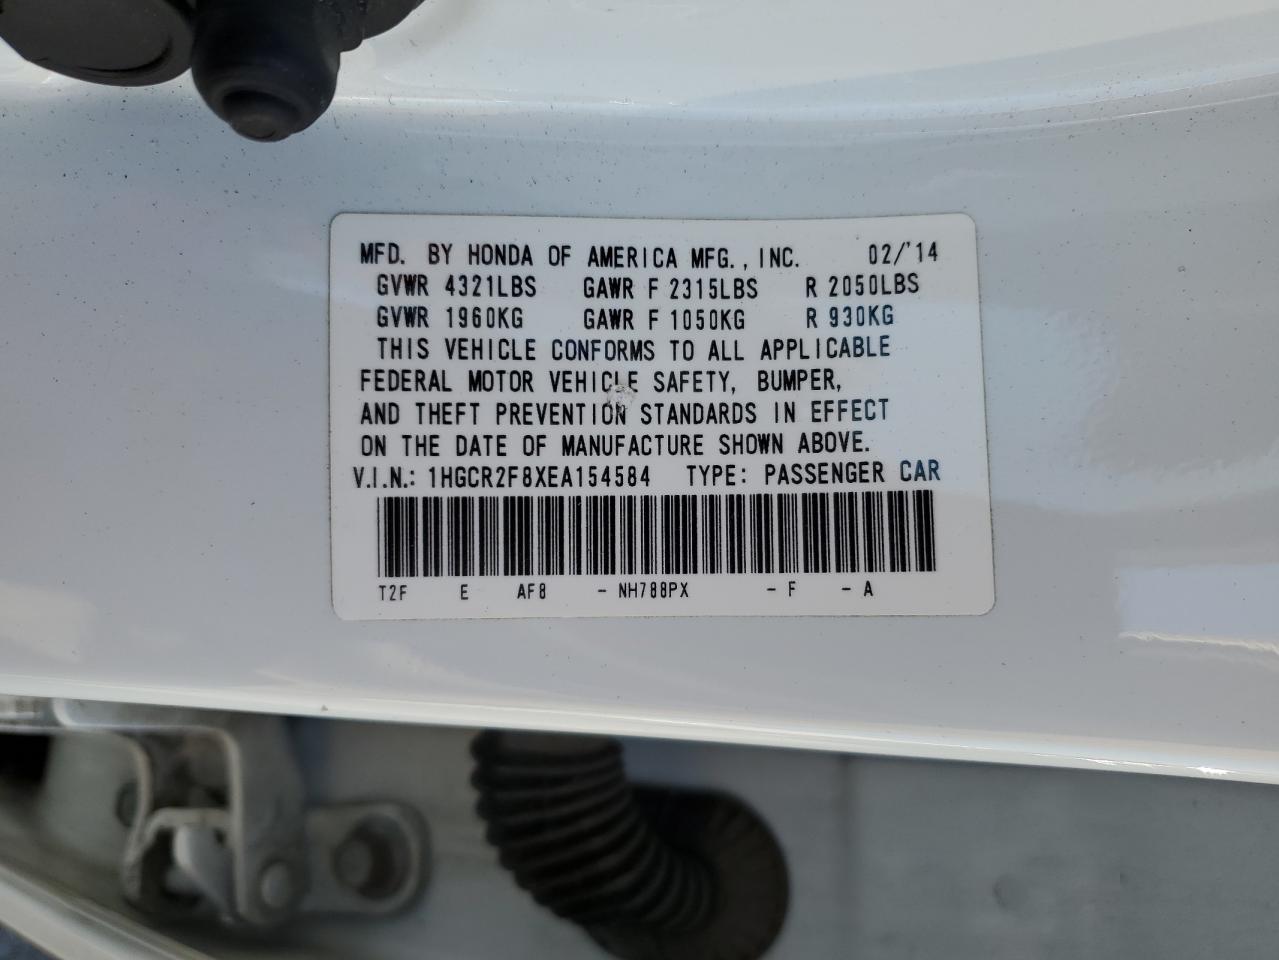 MFD. BY HONDA OF AMERICA MFG., INC. 02/'14
GVWR 4321LBS GAWR F 2315LBS R 2050LBS
GVWR 1960KG GAWR F 1050KG R 930KG
THIS VEHICLE CONFORMS TO ALL APPLICABLE
FEDERAL MOTOR VEHICLE SAFETY, BUMPER,
AND THEFT PREVENTION STANDARDS IN EFFECT
ON THE DATE OF MANUFACTURE SHOWN ABOVE.
V.I.N.: 1HGCR2F8XEA154584 TYPE: PASSENGER CAR
T2F E AF8 - NH788PX - F - A